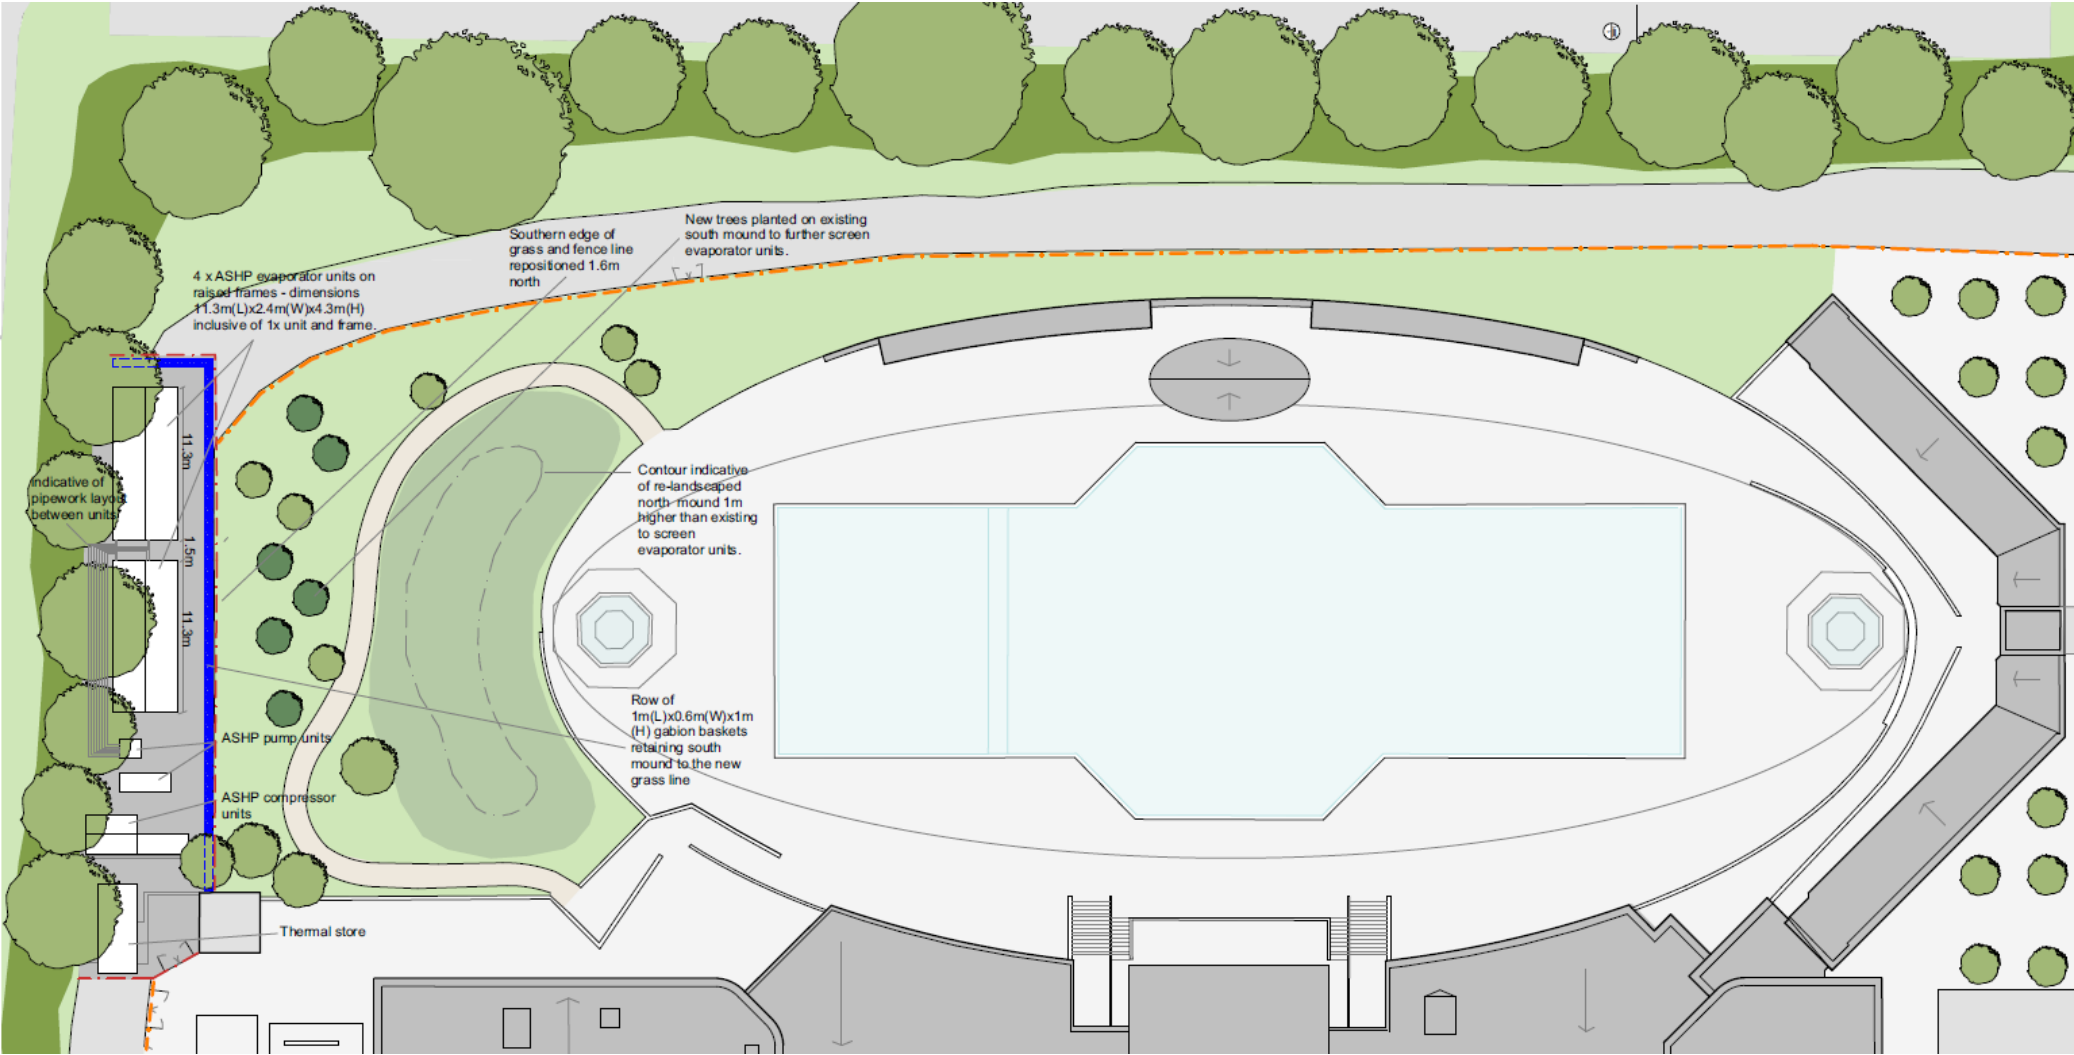 New trees planted on existing
south mound to further screen
evaporator units.
Southern edge of
grass and fence line
repositioned 1.6m
north
4 x ASHP evaporator units on
raised frames - dimensions
11.3m(L)x2.4m(W)x4.3m(H)
inclusive of 1x unit and frame.
11.3m
Indicative of
pipework layout
between units
1.5m
11.3m
Contour indicative
of re-landscaped
north mound 1m
higher than existing
to screen
evaporator units.
Row of
1m(L)x0.6m(W)x1m
(H) gabion baskets
retaining south
mound to the new
grass line
ASHP pump units
ASHP compressor
units
Thermal store